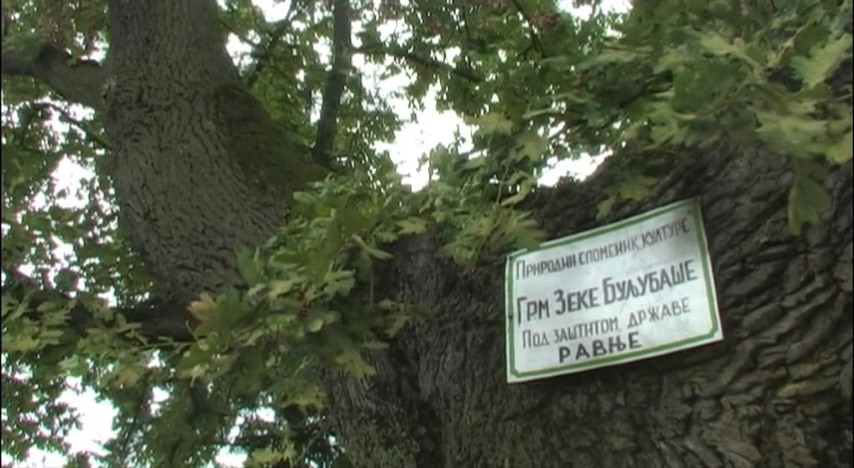 Природни споменик културе
Грм Зеке Буљубаше
Под заштитом државе
РАВЊЕ